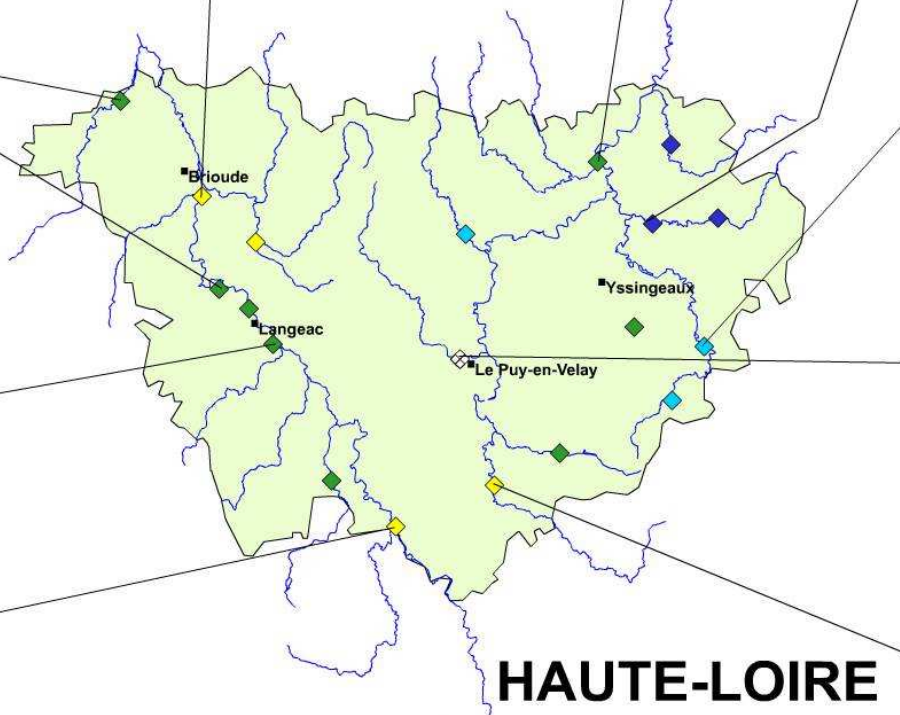 Brioude
Yssingeaux
Langeac
Le Puy-en-Velay
HAUTE-LOIRE